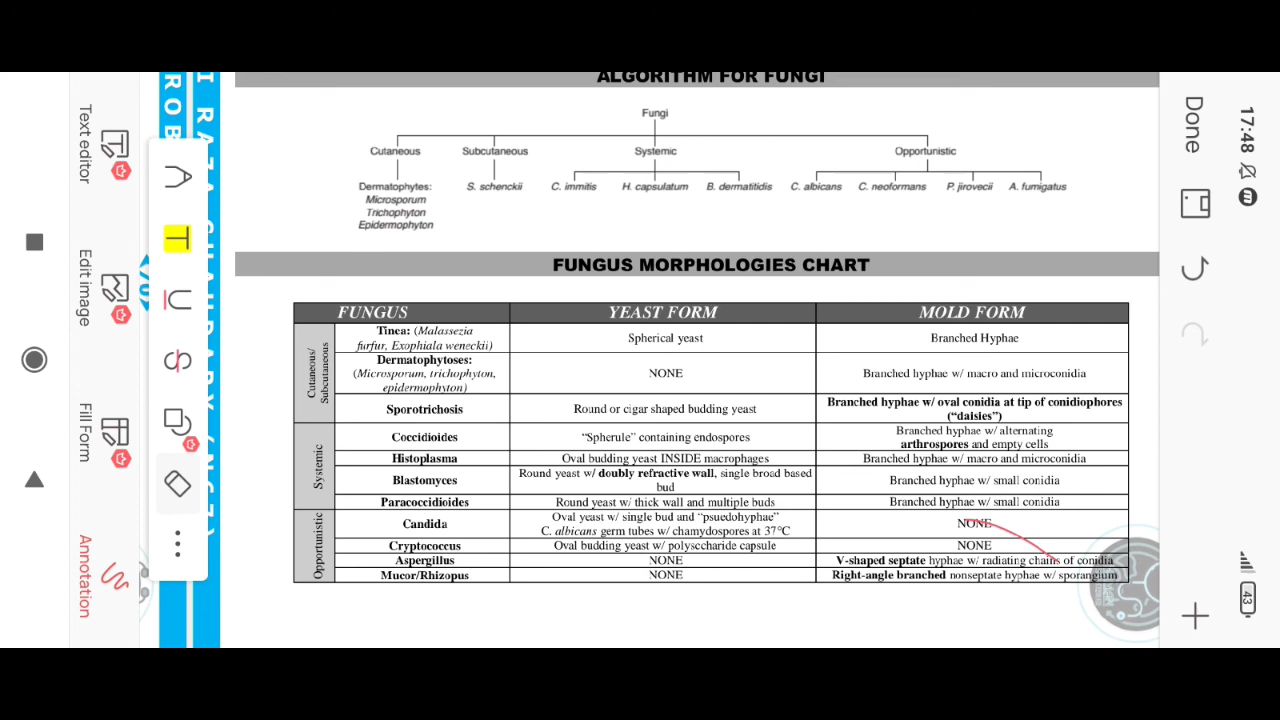 ALGORITHM FOR FUNGI
Fungi
Cutaneous Subcutaneous Systemic Opportunistic
Dermatophytes: S. schenckii C. immitis H. capsulatum B. dermatitidis C. albicans C. neoformans P. jirovecii A. fumigatus
Microsporum
Trichophyton
Epidermophyton
FUNGUS MORPHOLOGIES CHART
FUNGUS YEAST FORM MOLD FORM
Cutaneous/
Subcutaneous
Tinca: (Malassezia
furfur, Exophiala weneckii)
Spherical yeast
Branched Hyphae
Dermatophytoses:
(Microsporum, trichophyton,
epidermophyton)
NONE
Branched hyphae w/ macro and microconidia
Sporotrichosis
Round or cigar shaped budding yeast
Branched hyphae w/ oval conidia at tip of conidiophores
(“daisies”)
Systemic
Coccidioides
“Spherule” containing endospores
Branched hyphae w/ alternating
arthrospores and empty cells
Histoplasma
Oval budding yeast INSIDE macrophages
Branched hyphae w/ macro and microconidia
Blastomyces
Round yeast w/ doubly refractive wall, single broad based
bud
Branched hyphae w/ small conidia
Paracoccidioides
Round yeast w/ thick wall and multiple buds
Branched hyphae w/ small conidia
Opportunistic
Candida
Oval yeast w/ single bud and “psuedohyphae”
C. albicans germ tubes w/ chamydospores at 37°C
NONE
Cryptococcus
Oval budding yeast w/ polysccharide capsule
NONE
Aspergillus
NONE
V-shaped septate hyphae w/ radiating chains of conidia
Mucor/Rhizopus
NONE
Right-angle branched nonseptate hyphae w/ sporangium
Text editor
Edit image
Fill Form
Annotation
Done
17:48
43